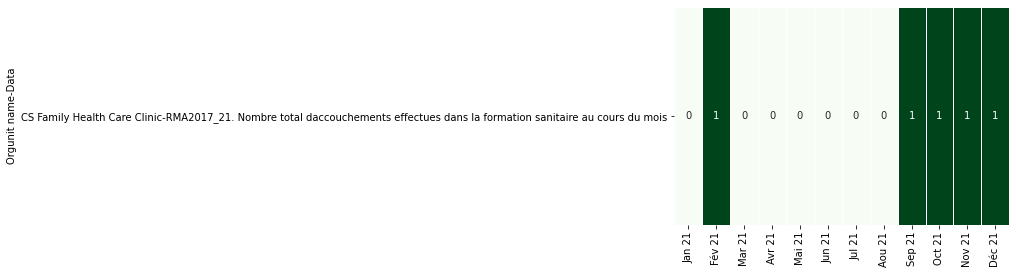 Orgunit name-Data
CS Family Health Care Clinic-RMA2017_21. Nombre total daccouchements effectues dans la formation sanitaire au cours du mois
0 1 0 0 0 0 0 0 1 1 1 1
Jan 21 Fév 21 Mar 21 Avr 21 Mai 21 Jun 21 Jul 21 Aou 21 Sep 21 Oct 21 Nov 21 Déc 21